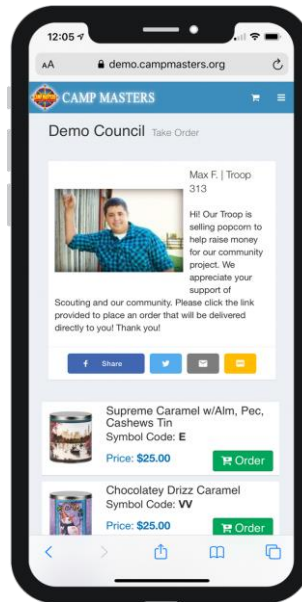 12:05
AA demo.campmasters.org
CAMP MASTERS
Demo Council Take Order
Max F. | Troop
313
Hi! Our Troop is
selling popcorn to
help raise money
for our community
project. We
appreciate your
support of
Scouting and our community. Please click the link
provided to place an order that will be delivered
directly to you! Thank you!
f Share
Supreme Caramel w/Alm, Pec,
Cashews Tin
Symbol Code: E
Price: $25.00 Order
Chocolatey Drizz Caramel
Symbol Code: VV
Price: $25.00 Order